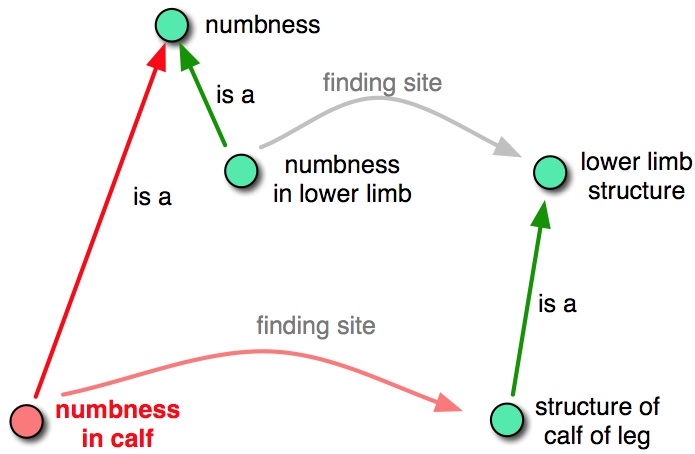 numbness
is a
finding site
numbness
in lower limb
lower limb
structure
is a
is a
finding site
numbness
in calf
structure of
calf of leg